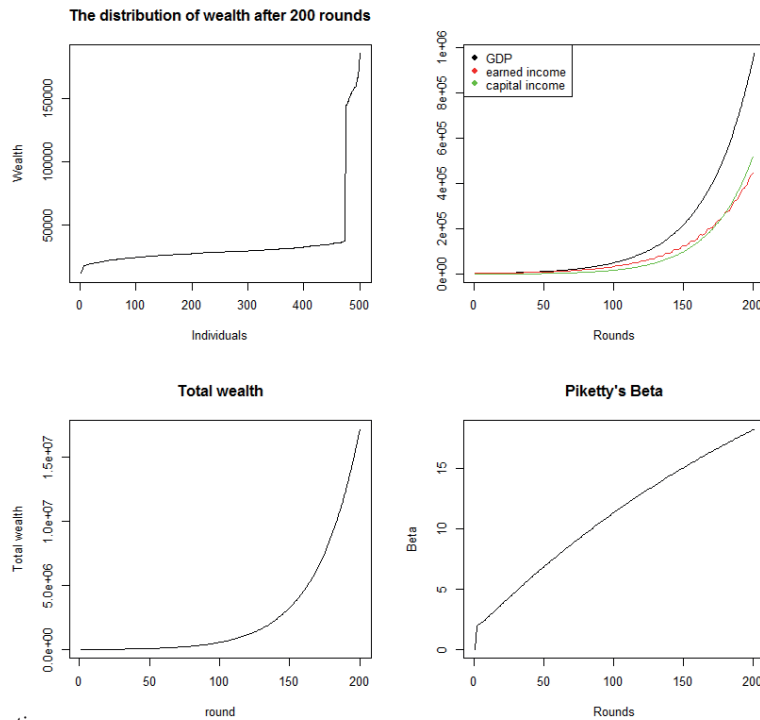 The distribution of wealth after 200 rounds
Wealth
50000
100000
150000
0
100
200
300
400
500
Individuals
GDP
earned income
capital income
0e+00
2e+05
4e+05
6e+05
8e+05
1e+06
0
50
100
150
200
Rounds
Total wealth
Total wealth
0.0e+00
5.0e+06
1.0e+07
1.5e+07
0
50
100
150
200
round
Piketty's Beta
Beta
0
5
10
15
0
50
100
150
200
Rounds